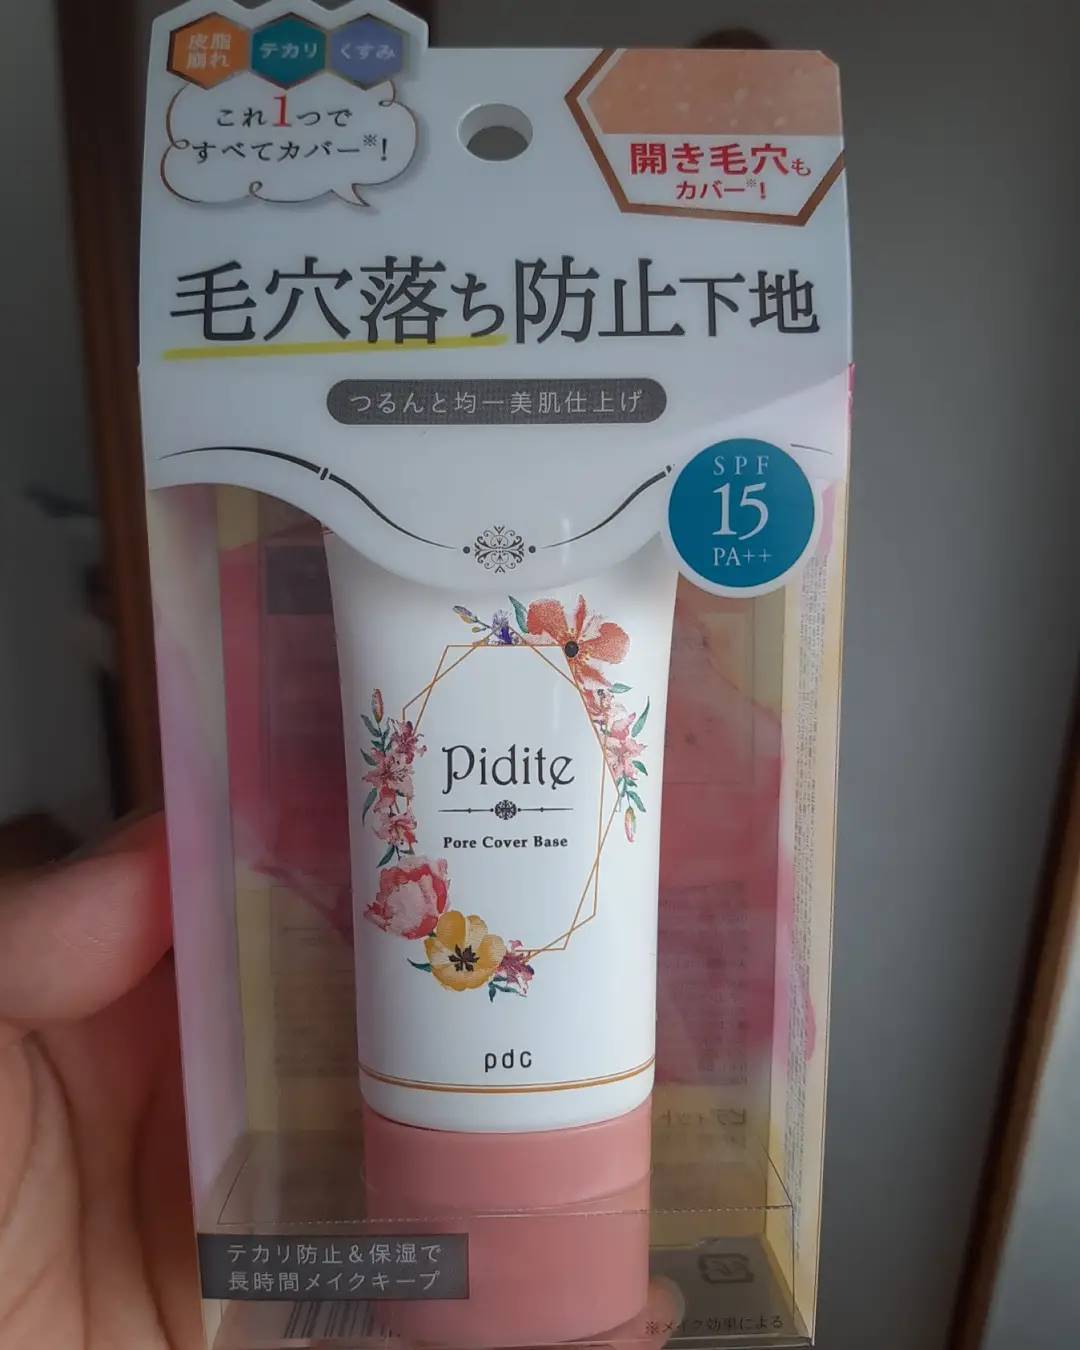 皮脂
崩れ
テカリ
くすみ
これ1つで
すべてカバー※!
開き毛穴も
カバー※!
毛穴落ち防止下地
つるんと均一美肌仕上げ
SPF
15
PA++
Pidite
Pore Cover Base
pdc
テカリ防止&保湿で
長時間メイクキープ
※メイク効果による